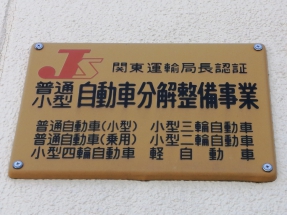 JS 関東運輸局長認証
普通
小型 自動車分解整備事業
普通自動車(小型) 小型三輪自動車
普通自動車(乗用) 小型二輪自動車
小型四輪自動車 軽自動車